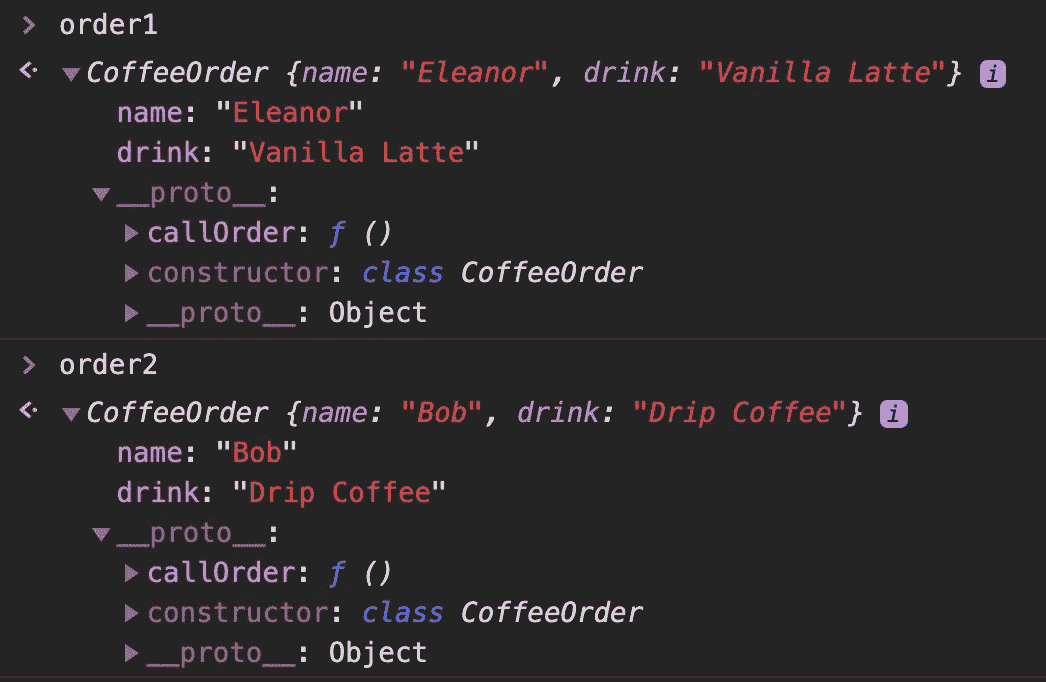 > order1
<· ▼CoffeeOrder {name: "Eleanor", drink: "Vanilla Latte"} i
name: "Eleanor"
drink: "Vanilla Latte"
▼__proto__:
▶callOrder: ƒ ()
▶constructor: class CoffeeOrder
▶__proto__: Object
> order2
<· ▼CoffeeOrder {name: "Bob", drink: "Drip Coffee"} i
name: "Bob"
drink: "Drip Coffee"
▼__proto__:
▶callOrder: ƒ ()
▶constructor: class CoffeeOrder
▶__proto__: Object